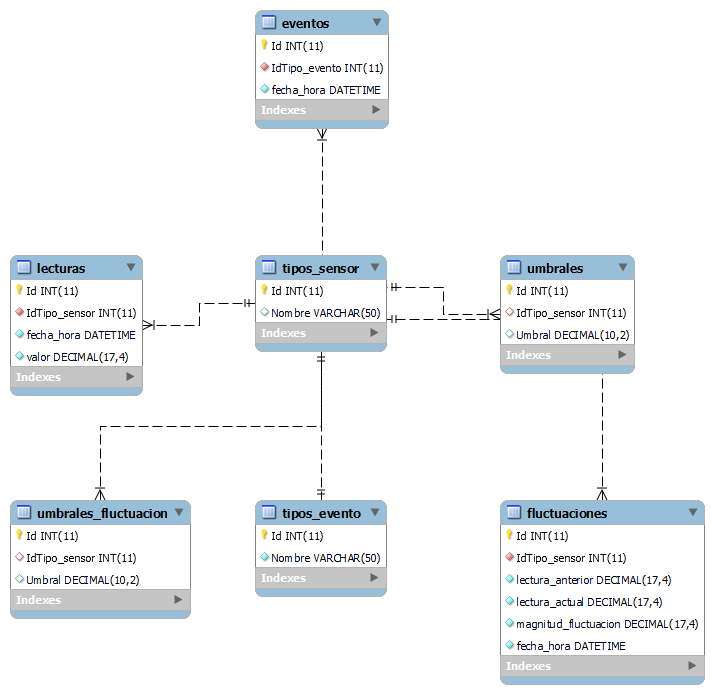 eventos
Id INT(11)
IdTipo_evento INT(11)
fecha_hora DATETIME
Indexes
lecturas
Id INT(11)
IdTipo_sensor INT(11)
fecha_hora DATETIME
valor DECIMAL(17,4)
Indexes
tipos_sensor
Id INT(11)
Nombre VARCHAR(50)
Indexes
umbrales
Id INT(11)
IdTipo_sensor INT(11)
Umbral DECIMAL(10,2)
Indexes
umbrales_fluctuacion
Id INT(11)
IdTipo_sensor INT(11)
Umbral DECIMAL(10,2)
Indexes
tipos_evento
Id INT(11)
Nombre VARCHAR(50)
Indexes
fluctuaciones
Id INT(11)
IdTipo_sensor INT(11)
lectura_anterior DECIMAL(17,4)
lectura_actual DECIMAL(17,4)
magnitud_fluctuacion DECIMAL(17,4)
fecha_hora DATETIME
Indexes